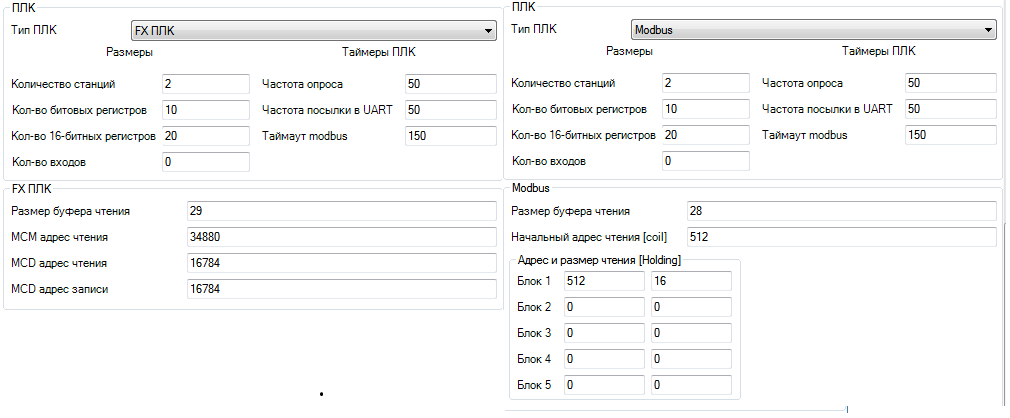 ПЛК
Тип ПЛК FX ПЛК
Размеры Таймеры ПЛК
Количество станций 2 Частота опроса 50
Кол-во битовых регистров 10 Частота посылки в UART 50
Кол-во 16-битных регистров 20 Таймаут modbus 150
Кол-во входов 0
FX ПЛК
Размер буфера чтения 29
MCM адрес чтения 34880
MCD адрес чтения 16784
MCD адрес записи 16784
ПЛК
Тип ПЛК Modbus
Размеры Таймеры ПЛК
Количество станций 2 Частота опроса 50
Кол-во битовых регистров 10 Частота посылки в UART 50
Кол-во 16-битных регистров 20 Таймаут modbus 150
Кол-во входов 0
Modbus
Размер буфера чтения 28
Начальный адрес чтения [coil] 512
Адрес и размер чтения [Holding]
Блок 1 512 16
Блок 2 0 0
Блок 3 0 0
Блок 4 0 0
Блок 5 0 0